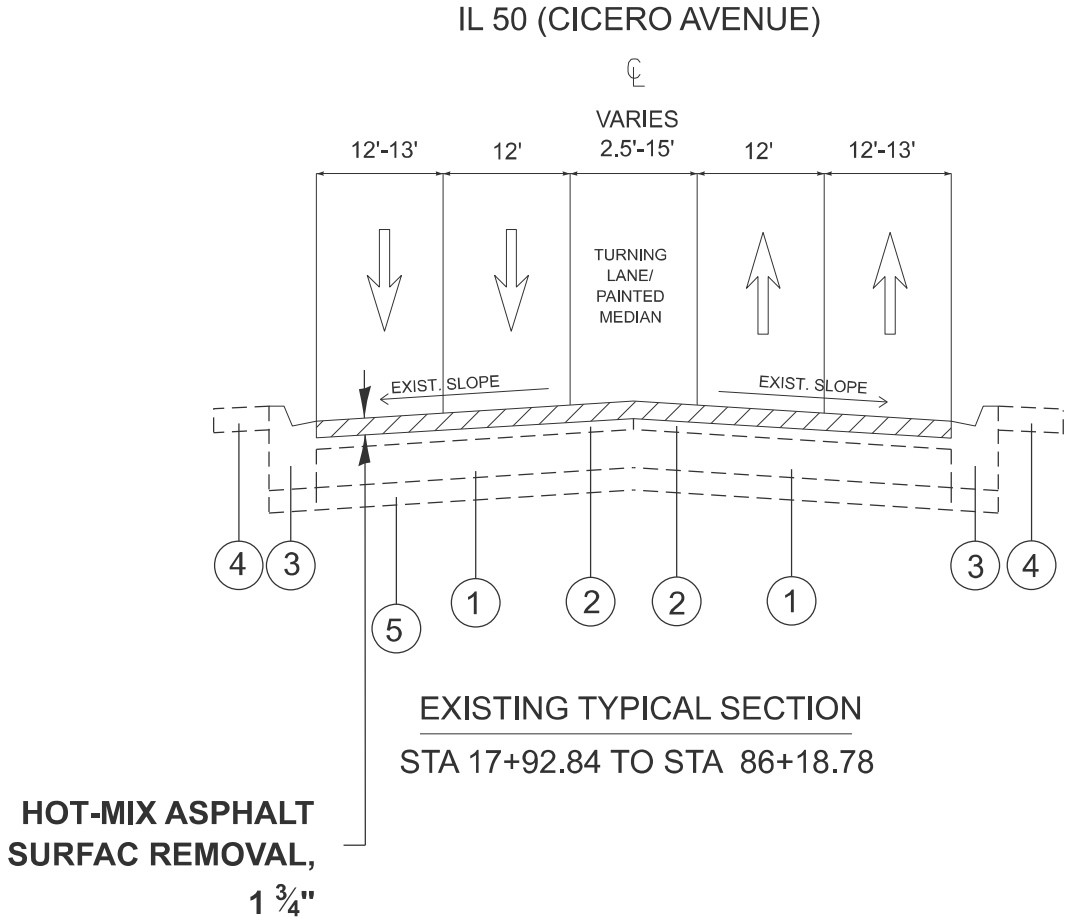 IL 50 (CICERO AVENUE)
℄
VARIES
12'-13' 12' 2.5'-15' 12' 12'-13'
TURNING
LANE/
PAINTED
MEDIAN
EXIST. SLOPE EXIST. SLOPE
4 3 5 1 2 2 1 3 4
EXISTING TYPICAL SECTION
STA 17+92.84 TO STA 86+18.78
HOT-MIX ASPHALT
SURFAC REMOVAL,
1 ¾"